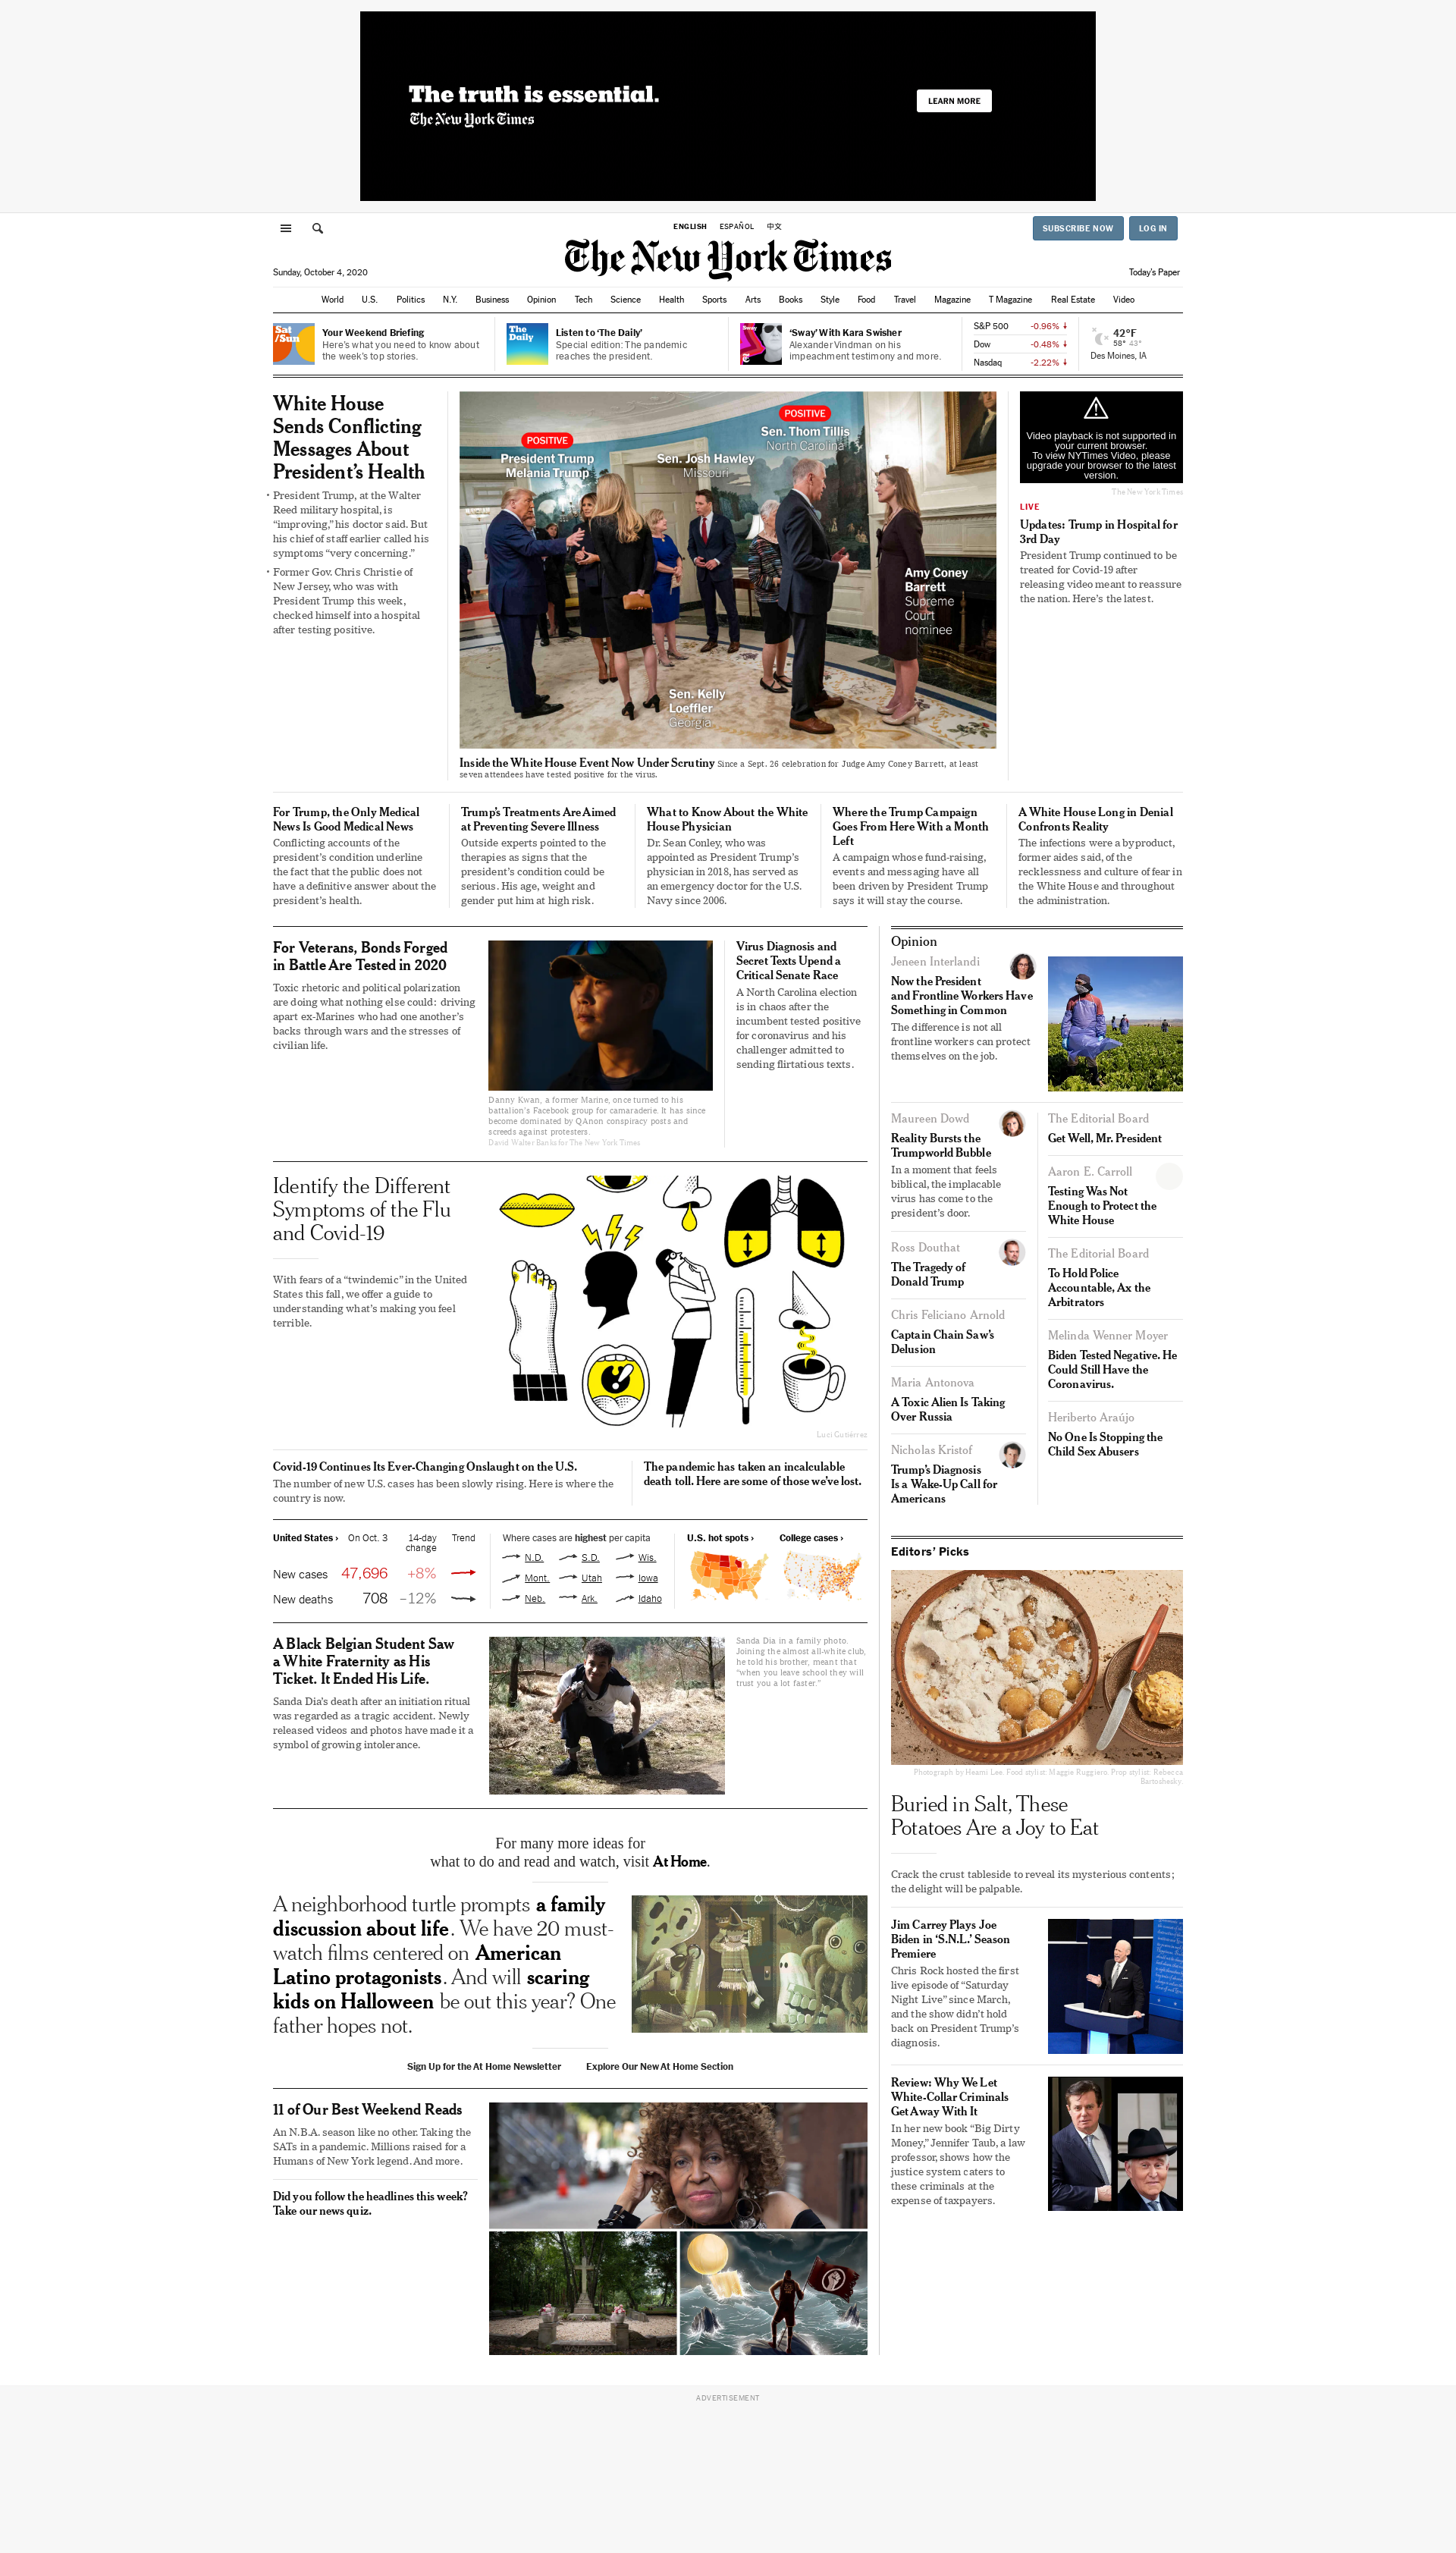 The truth is essential.
The New York Times
LEARN MORE
ENGLISH ESPAÑOL 中文
SUBSCRIBE NOW LOG IN
The New York Times
Sunday, October 4, 2020
Today's Paper
World U.S. Politics N.Y. Business Opinion Tech Science Health Sports Arts Books Style Food Travel Magazine T Magazine Real Estate Video
Sat/Sun
Your Weekend Briefing
Here's what you need to know about
the week's top stories.
The
Daily
Listen to 'The Daily'
Special edition: The pandemic
reaches the president.
Sway
'Sway' With Kara Swisher
Alexander Vindman on his
impeachment testimony and more.
S&P 500 -0.96%
Dow -0.48%
Nasdaq -2.22%
42°F
58° 43°
Des Moines, IA
White House
Sends Conflicting
Messages About
President's Health
• President Trump, at the Walter
Reed military hospital, is
"improving," his doctor said. But
his chief of staff earlier called his
symptoms "very concerning."
• Former Gov. Chris Christie of
New Jersey, who was with
President Trump this week,
checked himself into a hospital
after testing positive.
POSITIVE
President Trump
Melania Trump
Sen. Josh Hawley
Missouri
POSITIVE
Sen. Thom Tillis
North Carolina
Amy Coney
Barrett
Supreme
Court
nominee
Sen. Kelly
Loeffler
Georgia
Inside the White House Event Now Under Scrutiny Since a Sept. 26 celebration for Judge Amy Coney Barrett, at least
seven attendees have tested positive for the virus.
Video playback is not supported in
your current browser.
To view NYTimes Video, please
upgrade your browser to the latest
version.
The New York Times
LIVE
Updates: Trump in Hospital for
3rd Day
President Trump continued to be
treated for Covid-19 after
releasing video meant to reassure
the nation. Here's the latest.
For Trump, the Only Medical
News Is Good Medical News
Conflicting accounts of the
president's condition underline
the fact that the public does not
have a definitive answer about the
president's health.
Trump's Treatments Are Aimed
at Preventing Severe Illness
Outside experts pointed to the
therapies as signs that the
president's condition could be
serious. His age, weight and
gender put him at high risk.
What to Know About the White
House Physician
Dr. Sean Conley, who was
appointed as President Trump's
physician in 2018, has served as
an emergency doctor for the U.S.
Navy since 2006.
Where the Trump Campaign
Goes From Here With a Month
Left
A campaign whose fund-raising,
events and messaging have all
been driven by President Trump
says it will stay the course.
A White House Long in Denial
Confronts Reality
The infections were a byproduct,
former aides said, of the
recklessness and culture of fear in
the White House and throughout
the administration.
For Veterans, Bonds Forged
in Battle Are Tested in 2020
Toxic rhetoric and political polarization
are doing what nothing else could: driving
apart ex-Marines who had one another's
backs through wars and the stresses of
civilian life.
Danny Kwan, a former Marine, once turned to his
battalion's Facebook group for camaraderie. It has since
become dominated by QAnon conspiracy posts and
screeds against protesters.
David Walter Banks for The New York Times
Virus Diagnosis and
Secret Texts Upend a
Critical Senate Race
A North Carolina election
is in chaos after the
incumbent tested positive
for coronavirus and his
challenger admitted to
sending flirtatious texts.
Identify the Different
Symptoms of the Flu
and Covid-19
With fears of a "twindemic" in the United
States this fall, we offer a guide to
understanding what's making you feel
terrible.
Luci Gutiérrez
Covid-19 Continues Its Ever-Changing Onslaught on the U.S.
The number of new U.S. cases has been slowly rising. Here is where the
country is now.
The pandemic has taken an incalculable
death toll. Here are some of those we've lost.
United States › On Oct. 3 14-day
change Trend
New cases 47,696 +8%
New deaths 708 –12%
Where cases are highest per capita
N.D. S.D. Wis.
Mont. Utah Iowa
Neb. Ark. Idaho
U.S. hot spots › College cases ›
A Black Belgian Student Saw
a White Fraternity as His
Ticket. It Ended His Life.
Sanda Dia's death after an initiation ritual
was regarded as a tragic accident. Newly
released videos and photos have made it a
symbol of growing intolerance.
Sanda Dia in a family photo.
Joining the almost all-white club,
he told his brother, meant that
"when you leave school they will
trust you a lot faster."
For many more ideas for
what to do and read and watch, visit At Home.
A neighborhood turtle prompts a family
discussion about life. We have 20 must-
watch films centered on American
Latino protagonists. And will scaring
kids on Halloween be out this year? One
father hopes not.
Sign Up for the At Home Newsletter Explore Our New At Home Section
11 of Our Best Weekend Reads
An N.B.A. season like no other. Taking the
SATs in a pandemic. Millions raised for a
Humans of New York legend. And more.
Did you follow the headlines this week?
Take our news quiz.
Opinion
Jeneen Interlandi
Now the President
and Frontline Workers Have
Something in Common
The difference is not all
frontline workers can protect
themselves on the job.
Maureen Dowd
Reality Bursts the
Trumpworld Bubble
In a moment that feels
biblical, the implacable
virus has come to the
president's door.
Ross Douthat
The Tragedy of
Donald Trump
Chris Feliciano Arnold
Captain Chain Saw's
Delusion
Maria Antonova
A Toxic Alien Is Taking
Over Russia
Nicholas Kristof
Trump's Diagnosis
Is a Wake-Up Call for
Americans
The Editorial Board
Get Well, Mr. President
Aaron E. Carroll
Testing Was Not
Enough to Protect the
White House
The Editorial Board
To Hold Police
Accountable, Ax the
Arbitrators
Melinda Wenner Moyer
Biden Tested Negative. He
Could Still Have the
Coronavirus.
Heriberto Araújo
No One Is Stopping the
Child Sex Abusers
Editors' Picks
Photograph by Heami Lee. Food stylist: Maggie Ruggiero. Prop stylist: Rebecca
Bartoshesky.
Buried in Salt, These
Potatoes Are a Joy to Eat
Crack the crust tableside to reveal its mysterious contents;
the delight will be palpable.
Jim Carrey Plays Joe
Biden in 'S.N.L.' Season
Premiere
Chris Rock hosted the first
live episode of "Saturday
Night Live" since March,
and the show didn't hold
back on President Trump's
diagnosis.
Review: Why We Let
White-Collar Criminals
Get Away With It
In her new book "Big Dirty
Money," Jennifer Taub, a law
professor, shows how the
justice system caters to
these criminals at the
expense of taxpayers.
ADVERTISEMENT